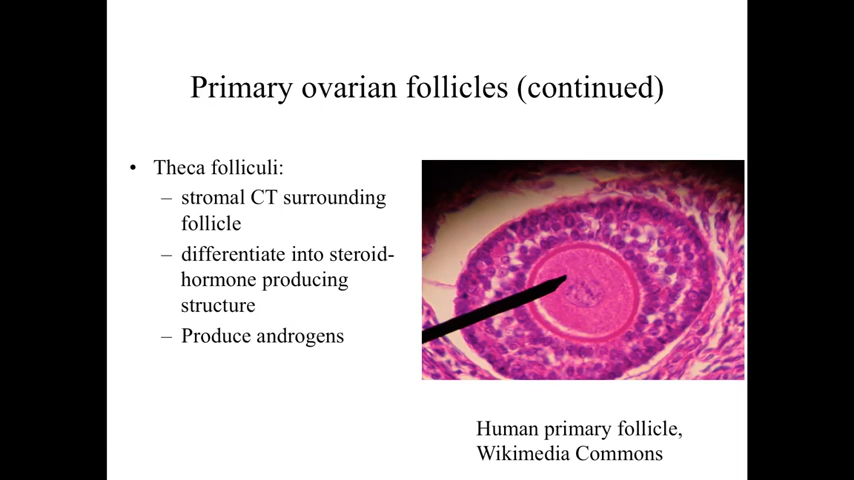 Primary ovarian follicles (continued)
• Theca folliculi:
– stromal CT surrounding
follicle
– differentiate into steroid-
hormone producing
structure
– Produce androgens
Human primary follicle,
Wikimedia Commons